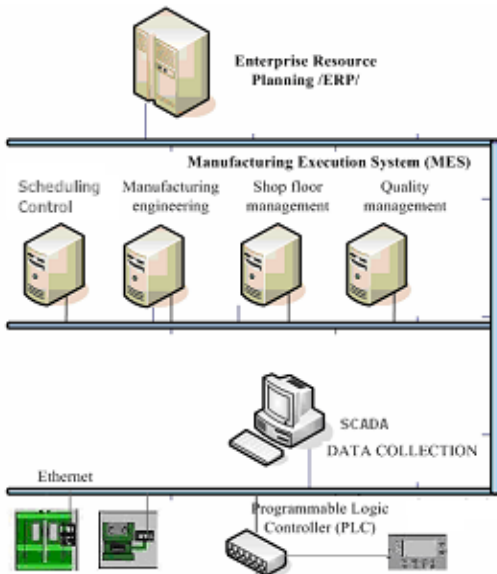 Enterprise Resource
Planning /ERP/
Manufacturing Execution System (MES)
Scheduling
Control
Manufacturing
engineering
Shop floor
management
Quality
management
SCADA
DATA COLLECTION
Ethernet
Programmable Logic
Controller (PLC)